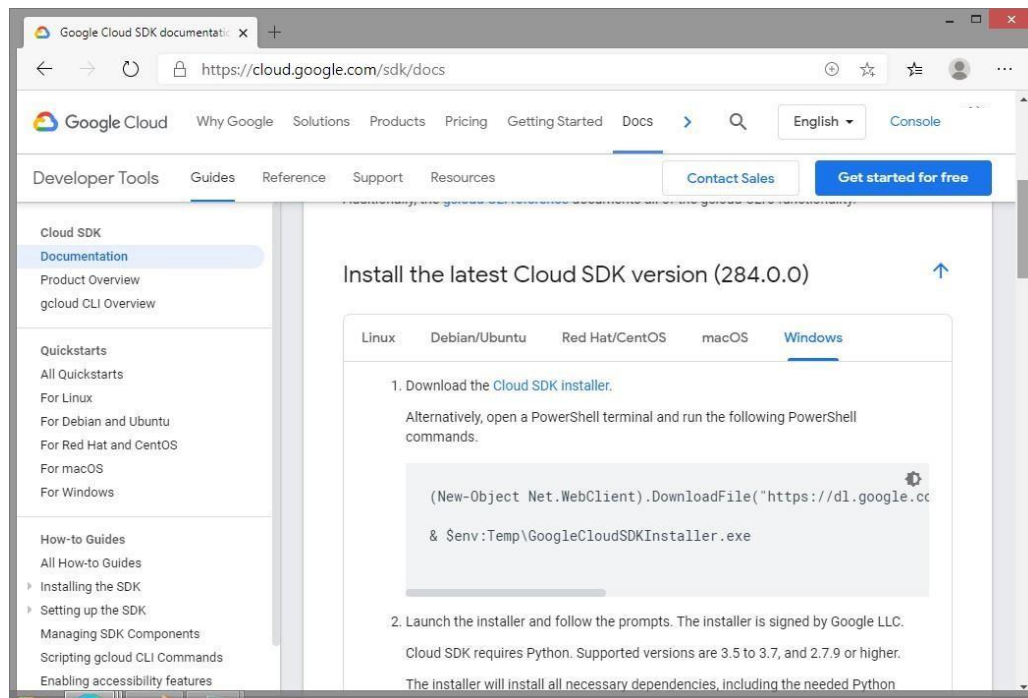 Google Cloud SDK documentatic
https://cloud.google.com/sdk/docs
Google Cloud Why Google Solutions Products Pricing Getting Started Docs English Console
Developer Tools Guides Reference Support Resources Contact Sales Get started for free
Cloud SDK
Documentation
Product Overview
gcloud CLI Overview
Quickstarts
All Quickstarts
For Linux
For Debian and Ubuntu
For Red Hat and CentOS
For macOS
For Windows
How-to Guides
All How-to Guides
Installing the SDK
Setting up the SDK
Managing SDK Components
Scripting gcloud CLI Commands
Enabling accessibility features
Install the latest Cloud SDK version (284.0.0)
Linux Debian/Ubuntu Red Hat/CentOS macOS Windows
1. Download the Cloud SDK installer.
Alternatively, open a PowerShell terminal and run the following PowerShell
commands.
(New-Object Net.WebClient).DownloadFile("https://dl.google.co
& $env:Temp\GoogleCloudSDKInstaller.exe
2. Launch the installer and follow the prompts. The installer is signed by Google LLC.
Cloud SDK requires Python. Supported versions are 3.5 to 3.7, and 2.7.9 or higher.
The installer will install all necessary dependencies, including the needed Python